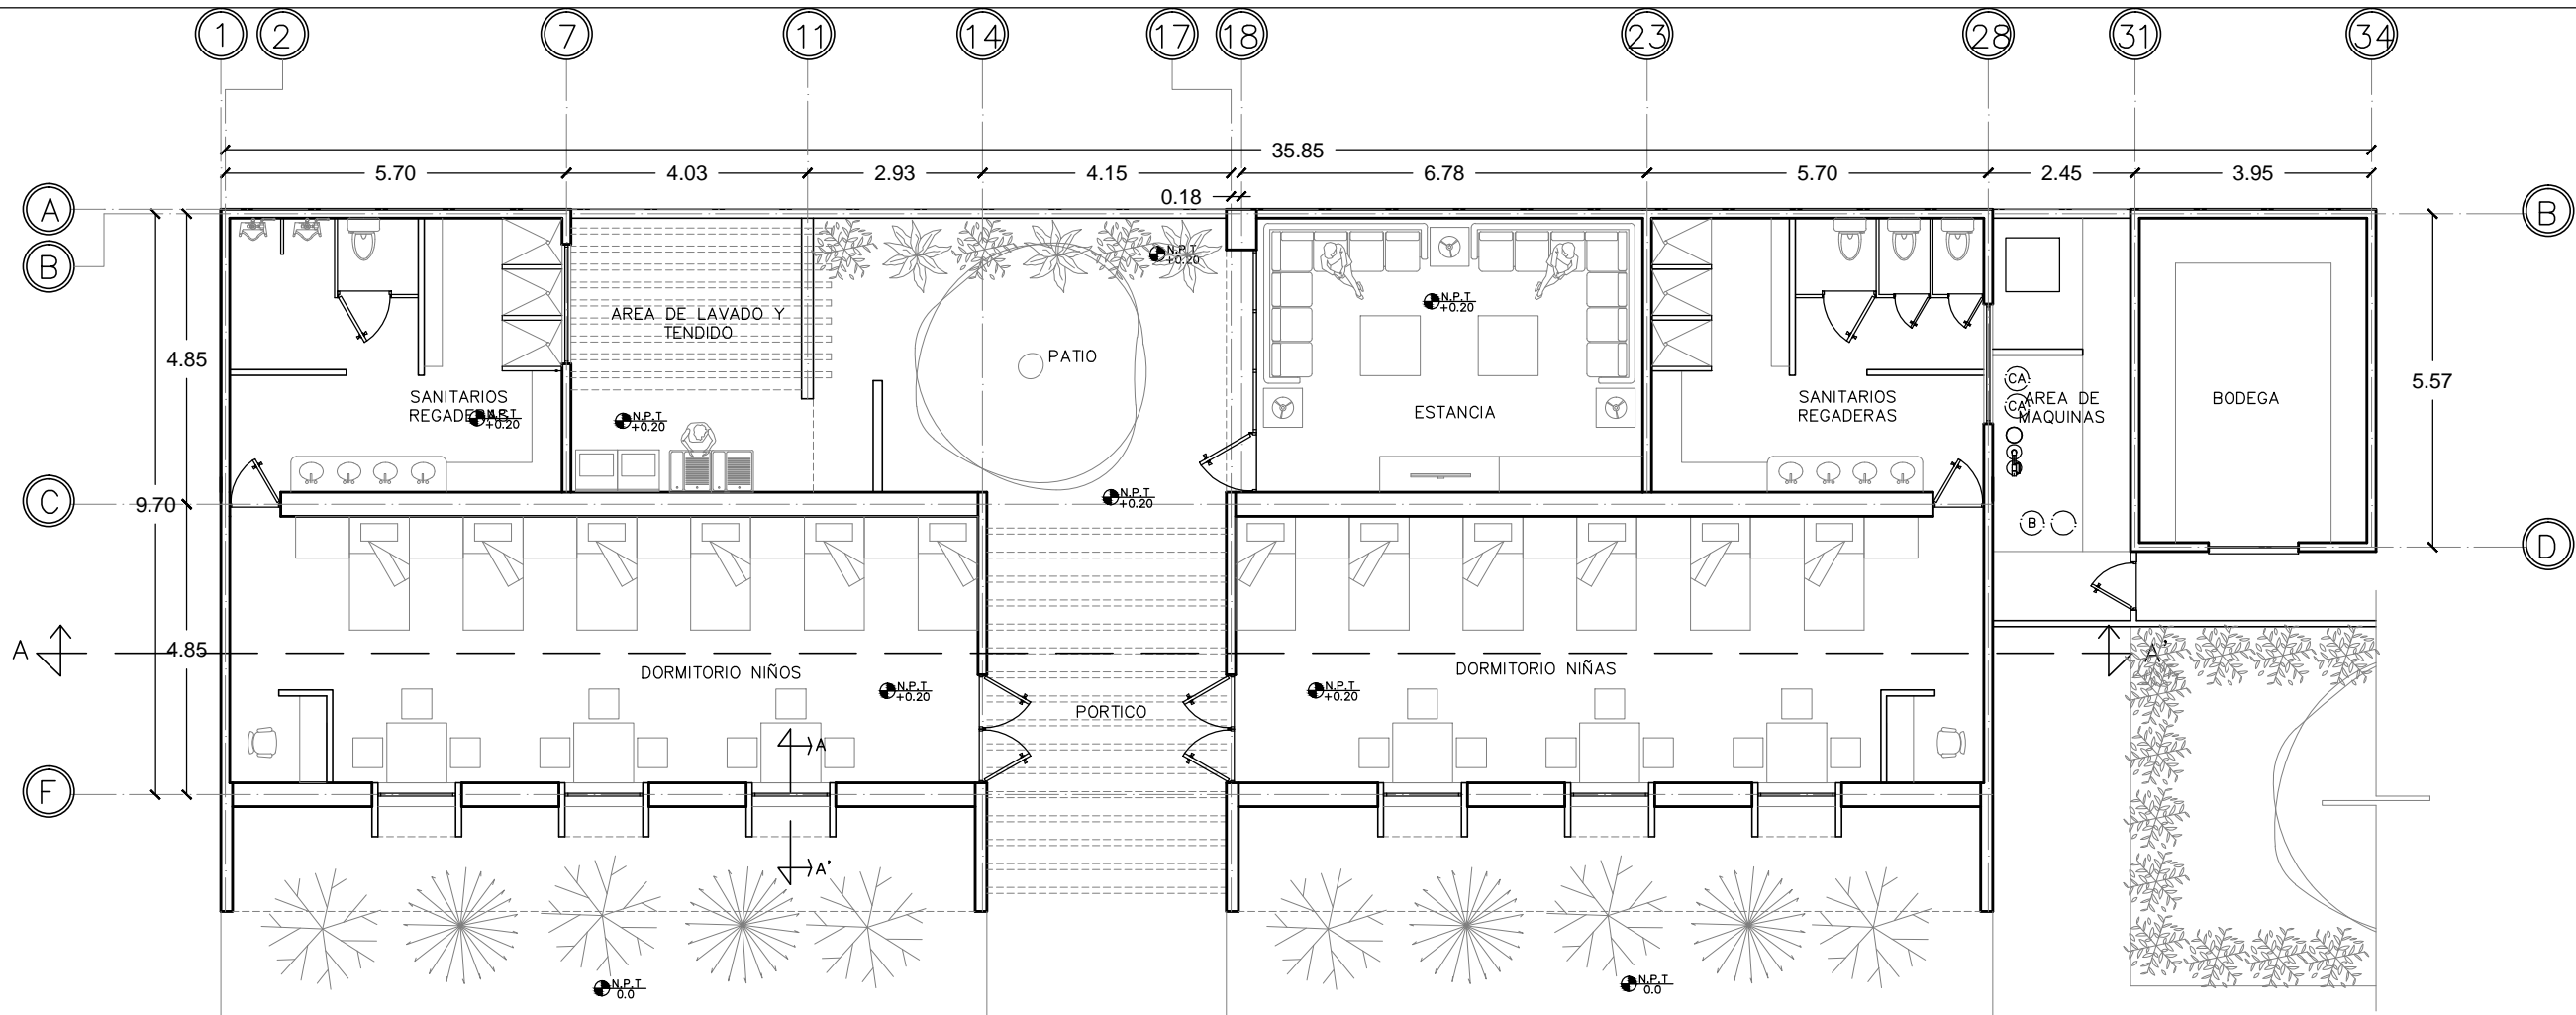 1 2 7 11 14 17 18 23 28 31 34
35.85
5.70 4.03 2.93 4.15 6.78 5.70 2.45 3.95
0.18
A
B
B
N.P.T
+0.20
N.P.T
+0.20
AREA DE LAVADO Y
TENDIDO
PATIO
4.85
5.57
SANITARIOS
REGADERAS
N.P.T
+0.20
N.P.T
+0.20
ESTANCIA
SANITARIOS
REGADERAS
CA
CA
AREA DE
MAQUINAS
BODEGA
C
9.70
N.P.T
+0.20
B
D
A
4.85
A'
DORMITORIO NIÑOS
N.P.T
+0.20
DORMITORIO NIÑAS
N.P.T
+0.20
PORTICO
A
F
A'
N.P.T
0.0
N.P.T
0.0